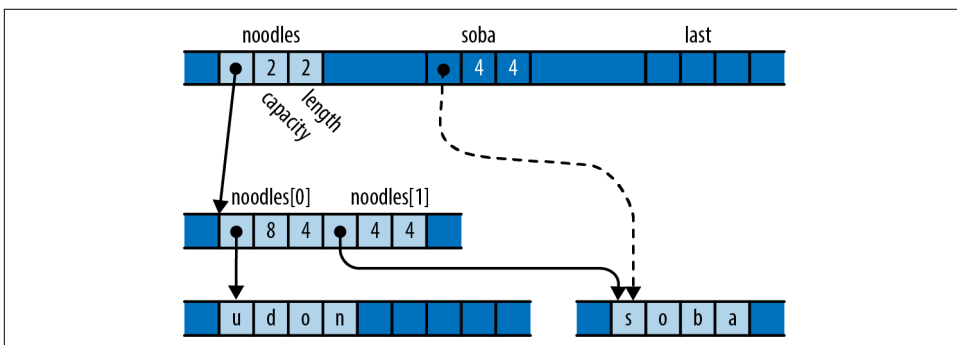 noodles soba last
2 2 4 4
capacity length
noodles[0] noodles[1]
8 4 4 4
u d o n s o b a